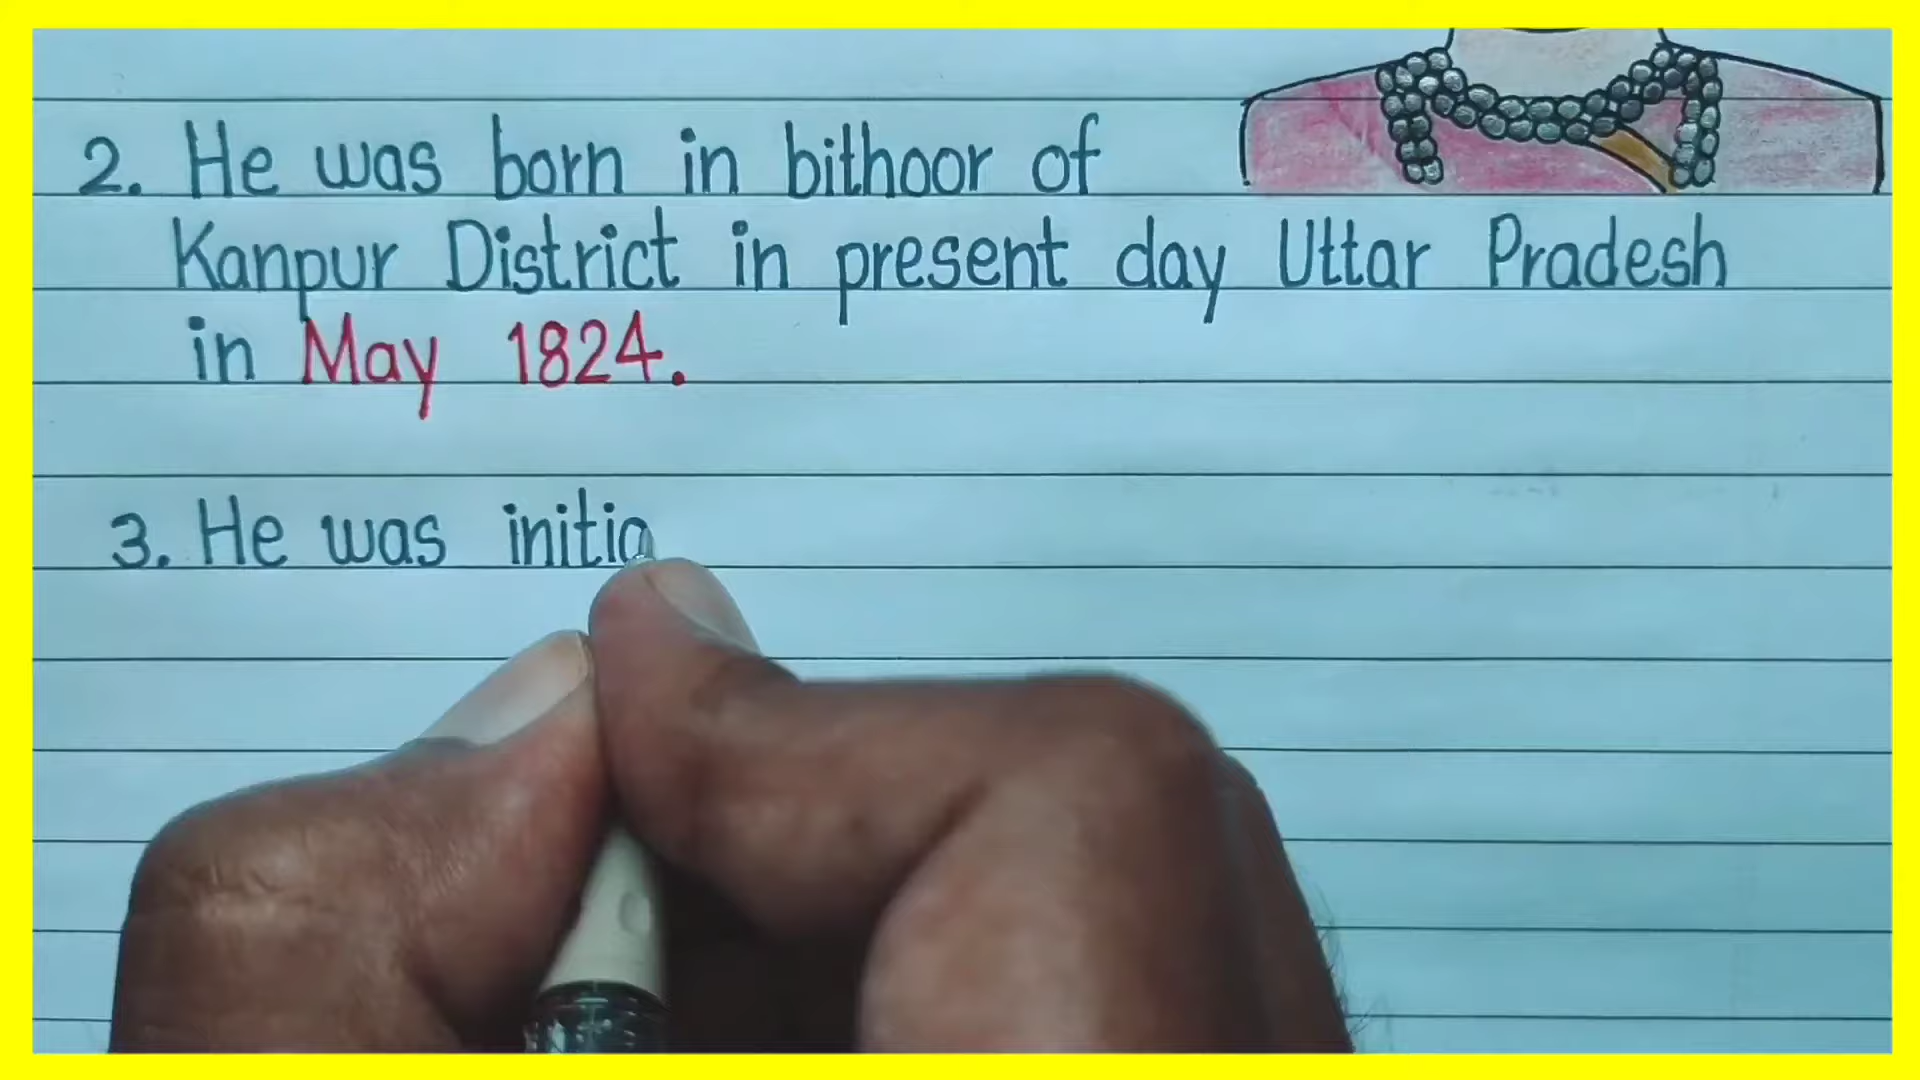 2. He was born in bithoor of
Kanpur District in present day Uttar Pradesh
in May 1824.
3. He was initia